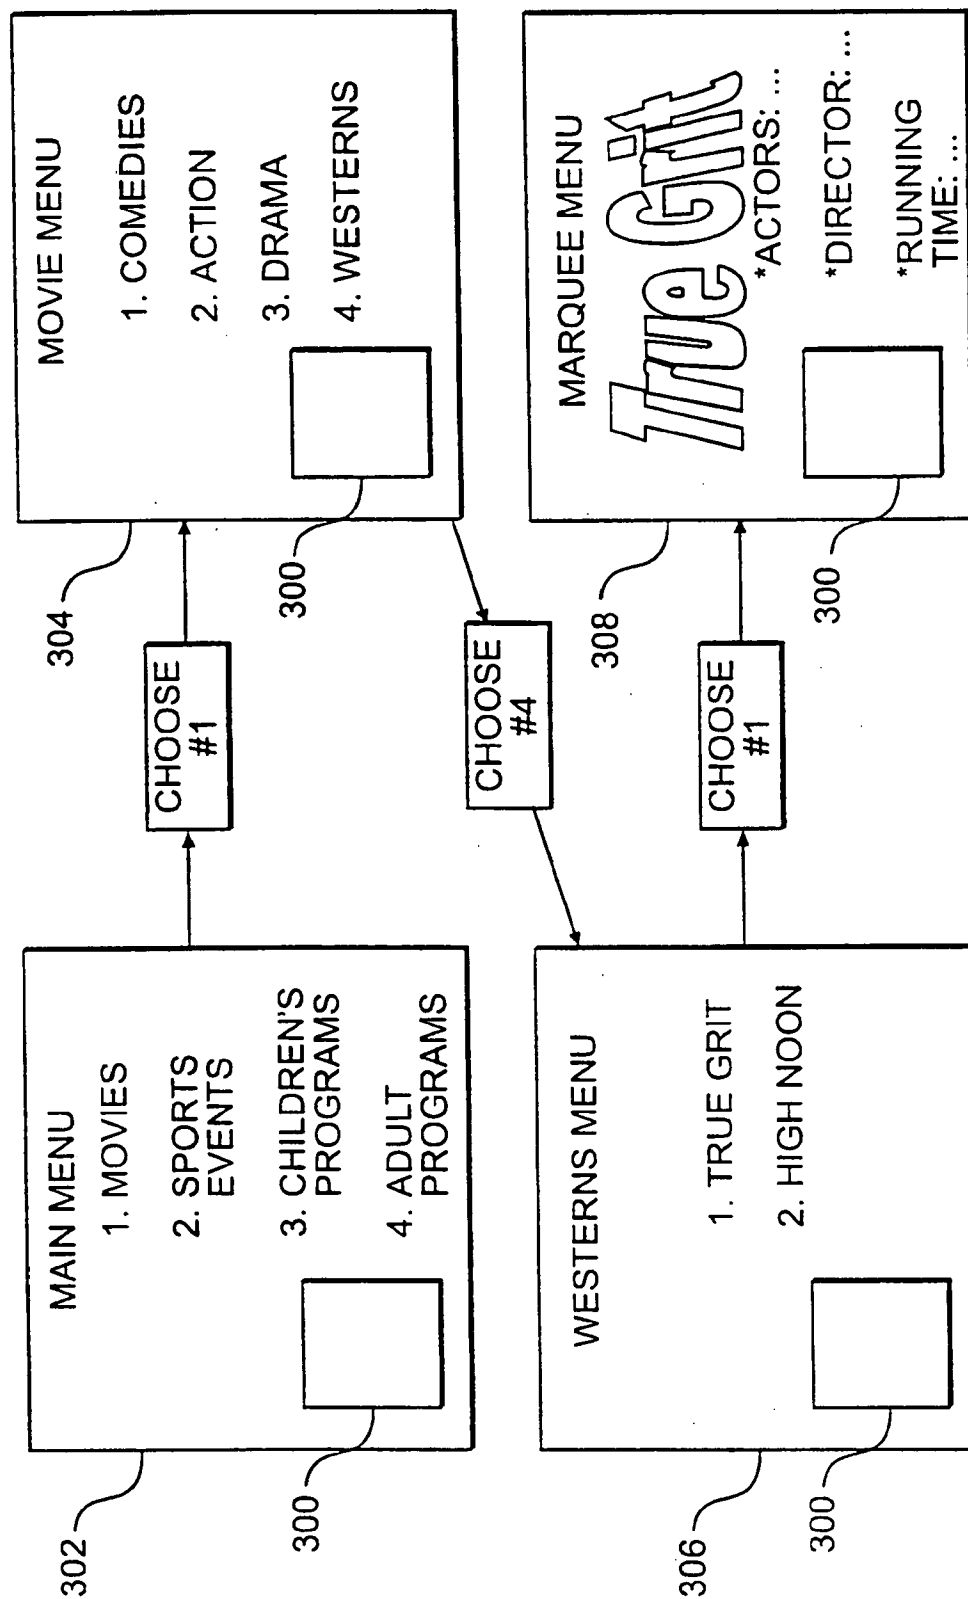 302
MAIN MENU
1. MOVIES
2. SPORTS
EVENTS
3. CHILDREN'S
PROGRAMS
4. ADULT
PROGRAMS
300
CHOOSE
#1
304
MOVIE MENU
1. COMEDIES
2. ACTION
3. DRAMA
4. WESTERNS
300
CHOOSE
#4
306
WESTERNS MENU
1. TRUE GRIT
2. HIGH NOON
300
CHOOSE
#1
308
MARQUEE MENU
True Grit
*ACTORS: ...
*DIRECTOR: ...
*RUNNING
TIME: ...
300